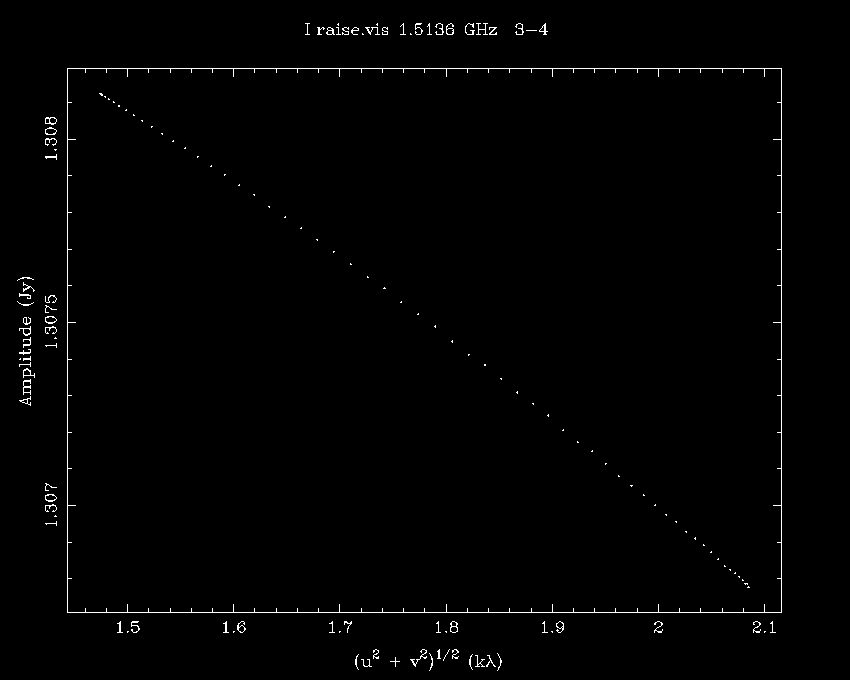 I raise.vis 1.5136 GHz 3-4
1.308
1.3075
1.307
Amplitude (Jy)
1.5 1.6 1.7 1.8 1.9 2 2.1
(u² + v²)¹/² (kλ)